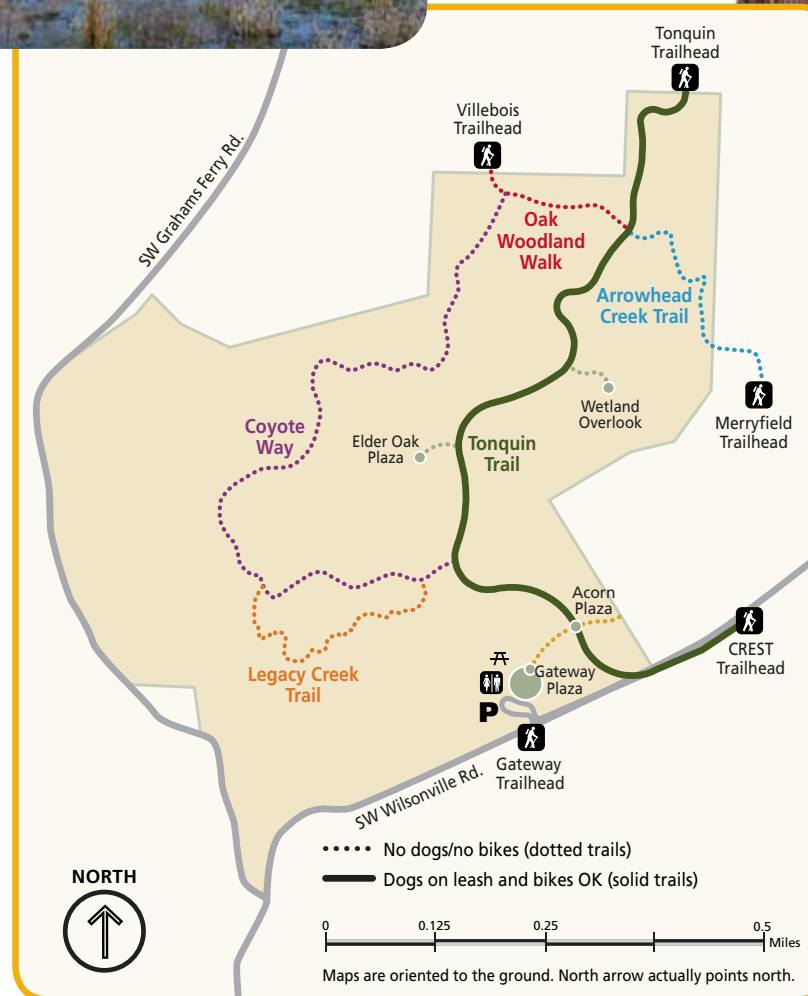 Tonquin
Trailhead
Villebois
Trailhead
SW Grahams Ferry Rd.
Oak
Woodland
Walk
Arrowhead
Creek Trail
Wetland
Overlook
Merryfield
Trailhead
Coyote
Way
Elder Oak
Plaza
Tonquin
Trail
Acorn
Plaza
CREST
Trailhead
Legacy Creek
Trail
Gateway
Plaza
P
Gateway
Trailhead
SW Wilsonville Rd.
No dogs/no bikes (dotted trails)
Dogs on leash and bikes OK (solid trails)
NORTH
0 0.125 0.25 0.5
Miles
Maps are oriented to the ground. North arrow actually points north.